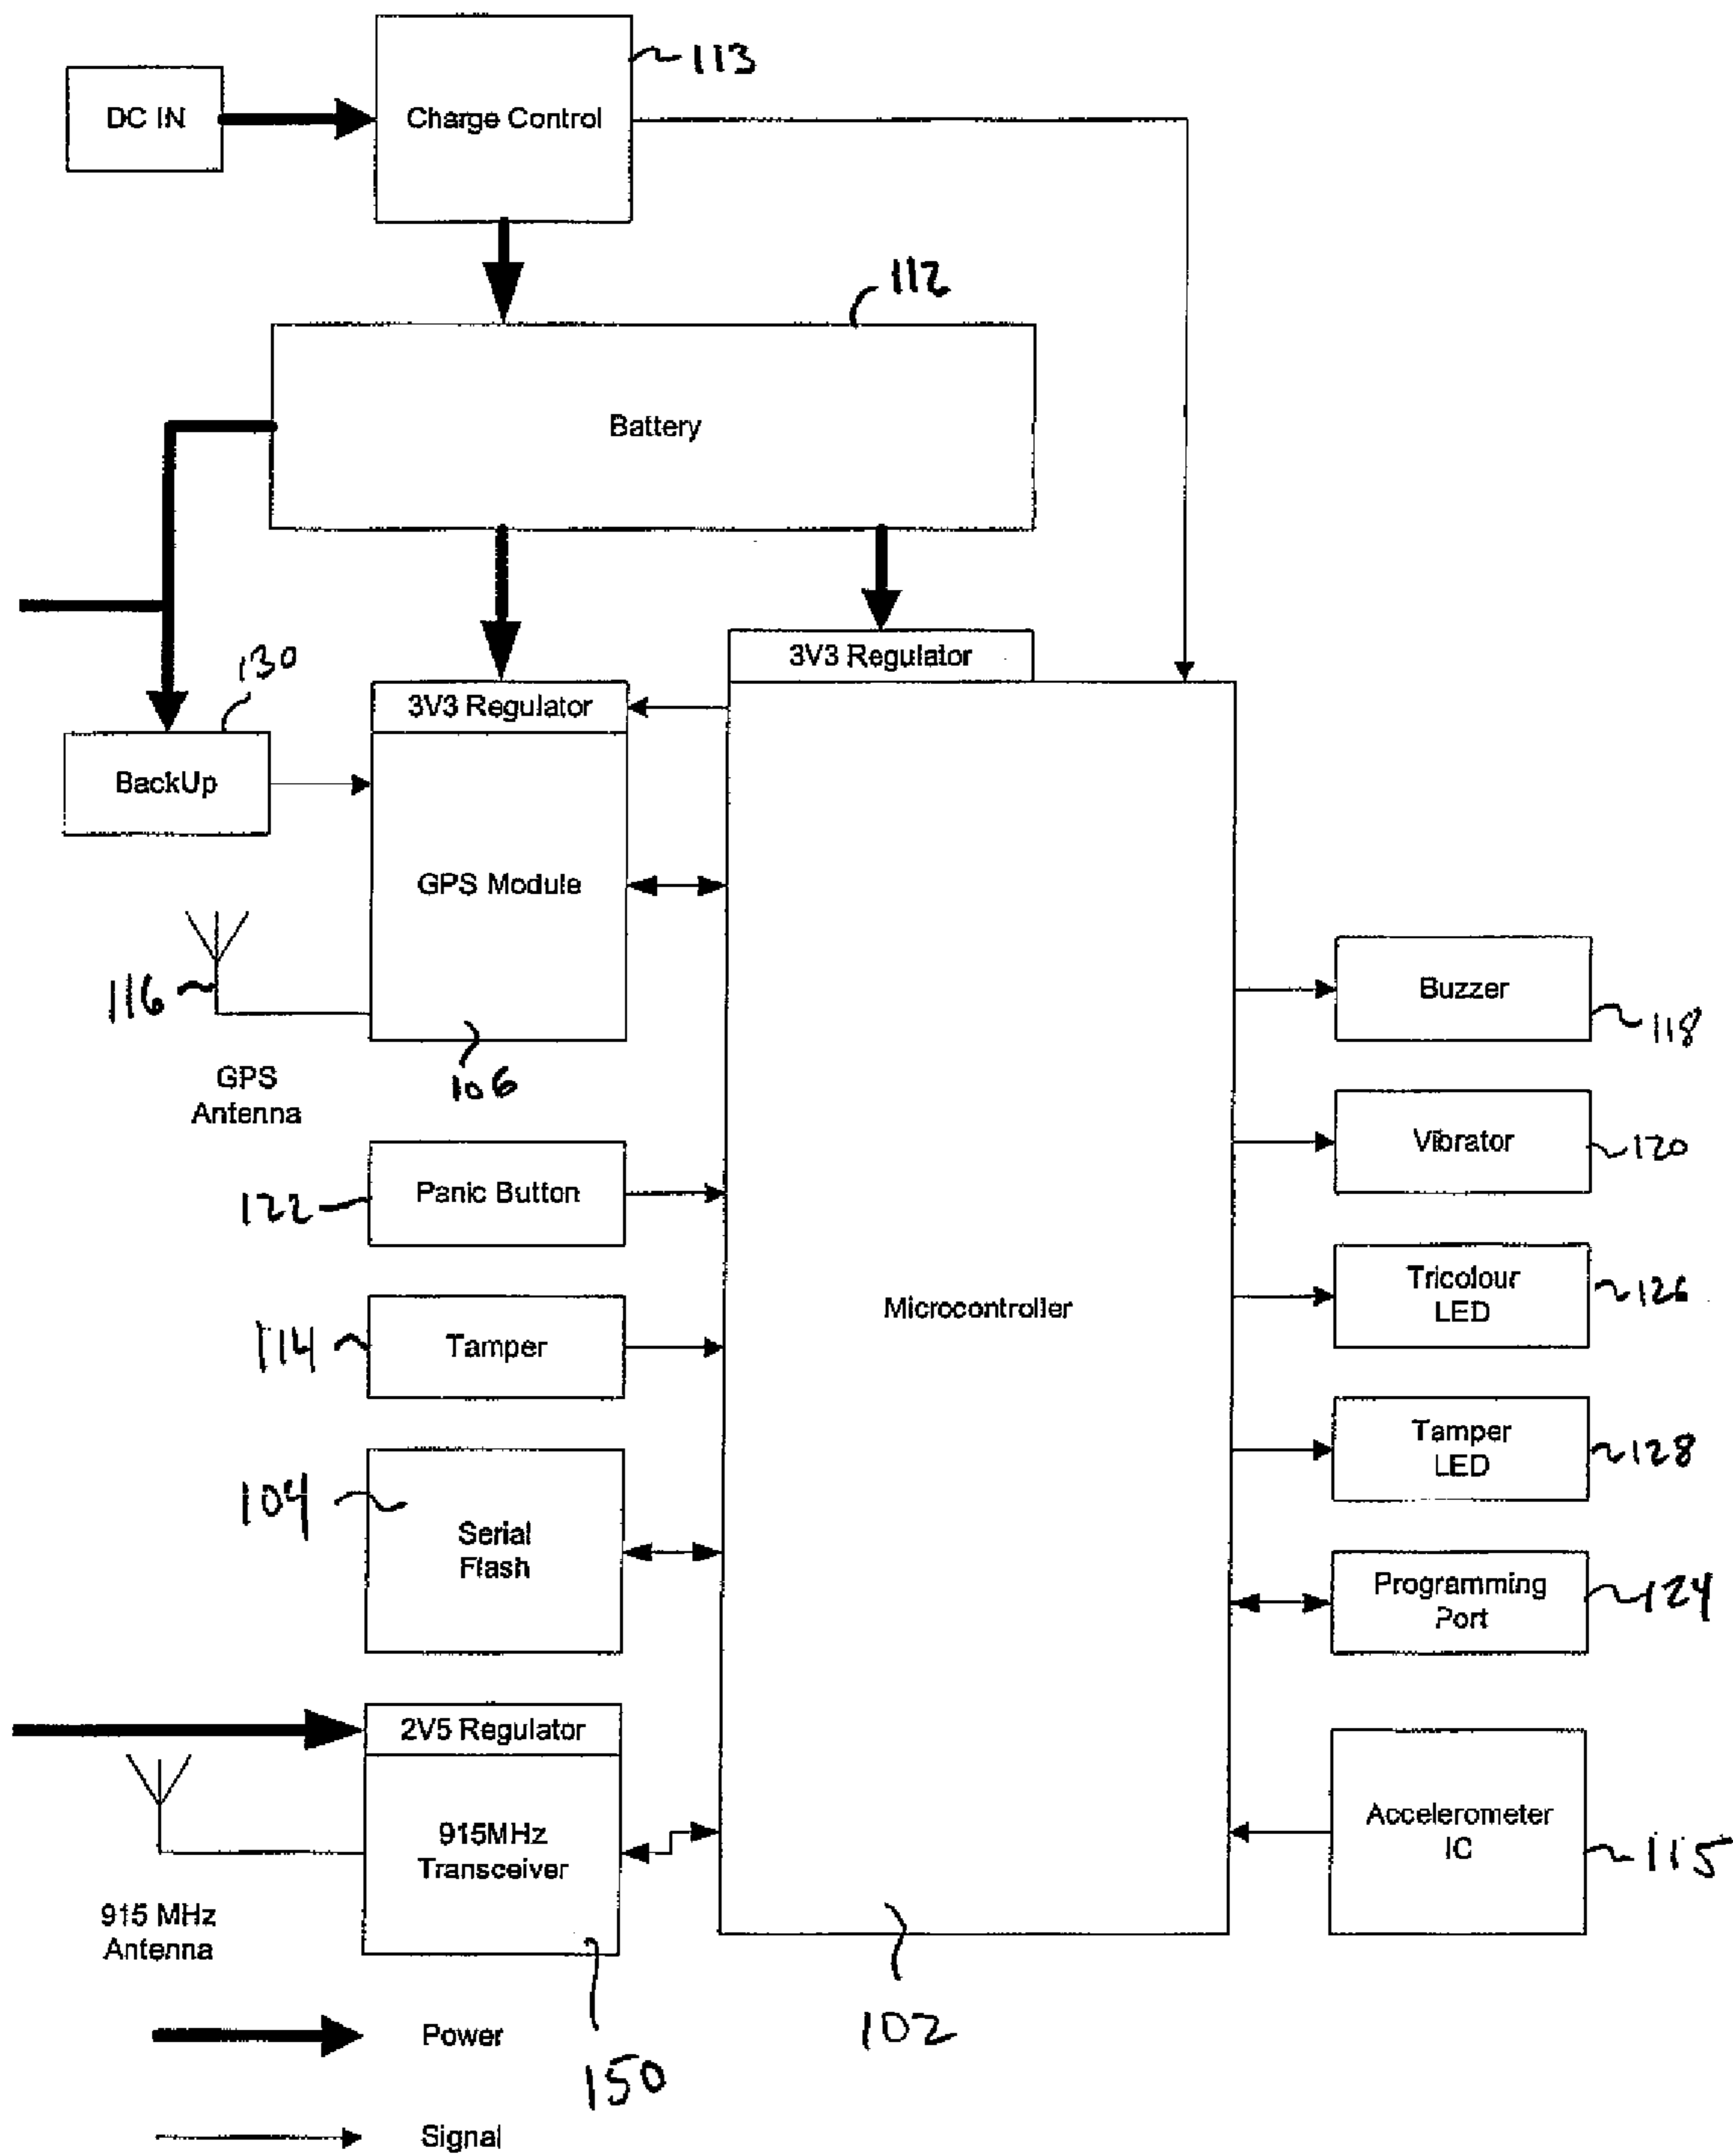 113
DC IN
Charge Control
112
Battery
130
3V3 Regulator
3V3 Regulator
BackUp
GPS Module
116
Buzzer
118
GPS
Antenna
106
Vibrator
120
122
Panic Button
Tricolour
LED
126
Microcontroller
114
Tamper
Tamper
LED
128
104
Serial
Flash
Programming
Port
124
2V5 Regulator
915MHz
Transceiver
Accelerometer
IC
115
915 MHz
Antenna
102
Power
150
Signal